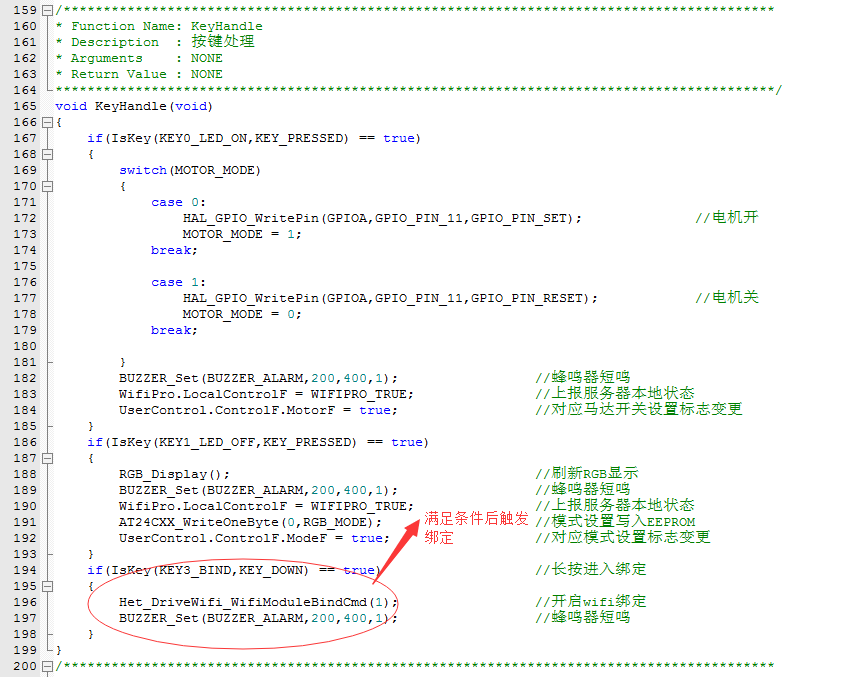 159 /****************************************************************************************
160 * Function Name: KeyHandle
161 * Description  : 按键处理
162 * Arguments    : NONE
163 * Return Value : NONE
164 ****************************************************************************************/
165 void KeyHandle(void)
166 {
167     if(IsKey(KEY0_LED_ON,KEY_PRESSED) == true)
168     {
169         switch(MOTOR_MODE)
170         {
171             case 0:
172                 HAL_GPIO_WritePin(GPIOA,GPIO_PIN_11,GPIO_PIN_SET); //电机开
173                 MOTOR_MODE = 1;
174             break;
175
176             case 1:
177                 HAL_GPIO_WritePin(GPIOA,GPIO_PIN_11,GPIO_PIN_RESET); //电机关
178                 MOTOR_MODE = 0;
179             break;
180
181         }
182         BUZZER_Set(BUZZER_ALARM,200,400,1); //蜂鸣器短鸣
183         WifiPro.LocalControlF = WIFIPRO_TRUE; //上报服务器本地状态
184         UserControl.ControlF.MotorF = true; //对应马达开关设置标志变更
185     }
186     if(IsKey(KEY1_LED_OFF,KEY_PRESSED) == true)
187     {
188         RGB_Display(); //刷新RGB显示
189         BUZZER_Set(BUZZER_ALARM,200,400,1); //蜂鸣器短鸣
190         WifiPro.LocalControlF = WIFIPRO_TRUE; //上报服务器本地状态
191         AT24CXX_WriteOneByte(0,RGB_MODE); //模式设置写入EEPROM
192         UserControl.ControlF.ModeF = true; //对应模式设置标志变更
满足条件后触发
绑定
193     }
194     if(IsKey(KEY3_BIND,KEY_DOWN) == true) //长按进入绑定
195     {
196         Het_DriveWifi_WifiModuleBindCmd(1); //开启wifi绑定
197         BUZZER_Set(BUZZER_ALARM,200,400,1); //蜂鸣器短鸣
198     }
199 }
200 /****************************************************************************************